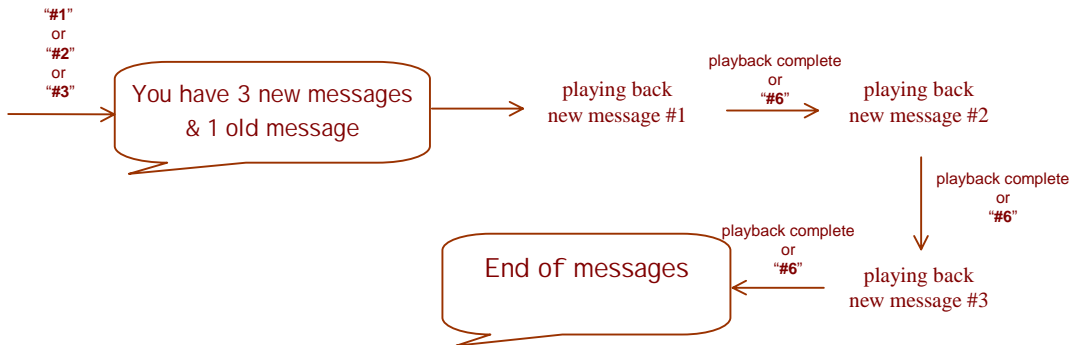 “#1”
or
“#2”
or
“#3”
You have 3 new messages
& 1 old message
playing back
new message #1
playback complete
or
“#6”
playing back
new message #2
playback complete
or
“#6”
playing back
new message #3
playback complete
or
“#6”
End of messages